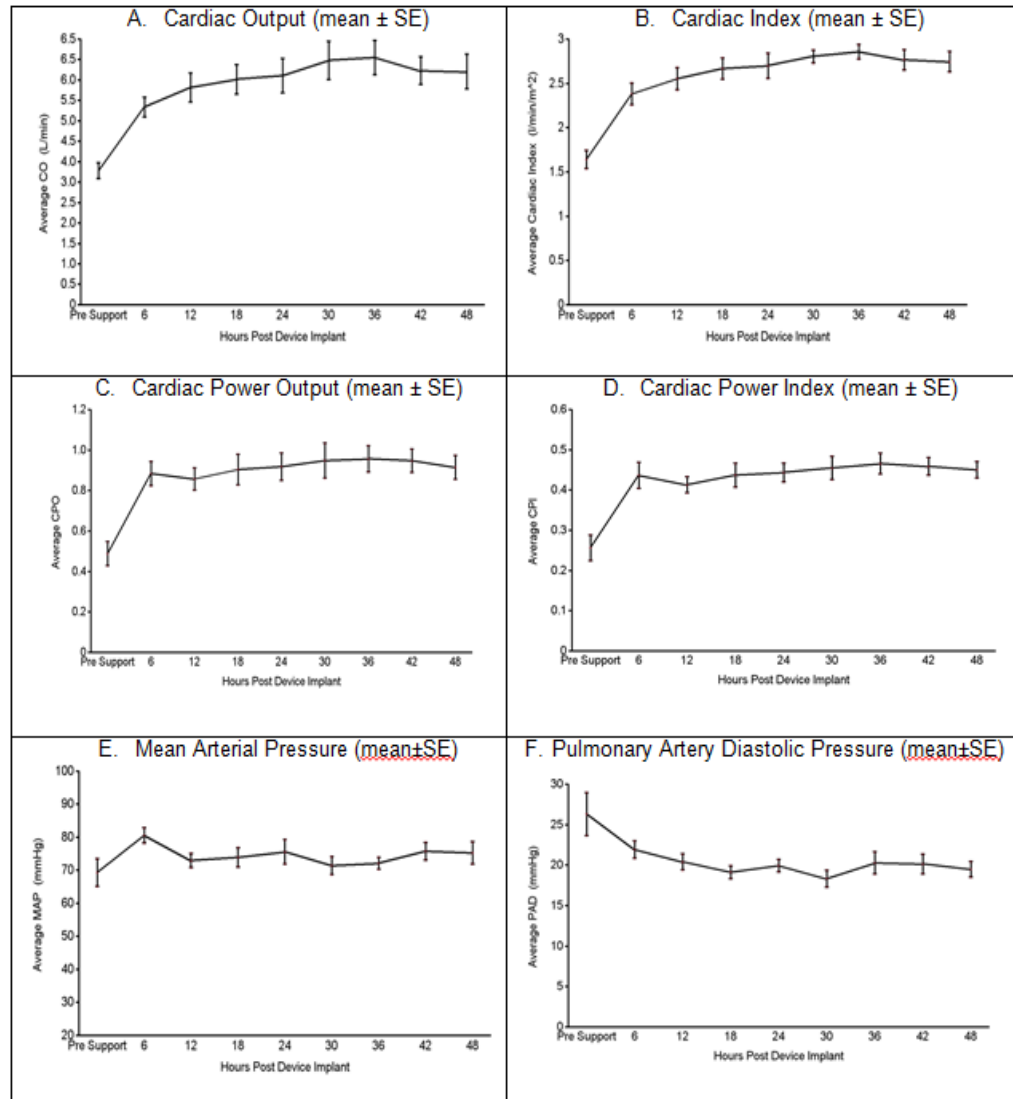 A. Cardiac Output (mean ± SE)
6.5
6.0
5.5
5.0
4.5
4.0
3.0
2.5
2.0
1.5
1.0
0.5
0
Average CO (L/min)
Pre Support 6 12 18 24 30 36 42 48
Hours Post Device Implant
B. Cardiac Index (mean ± SE)
3
2.5
2
1.5
1
0.5
0
Average Cardiac Index (l/min/m^2)
Pre Support 6 12 18 24 30 36 42 48
Hours Post Device Implant
C. Cardiac Power Output (mean ± SE)
1.2
1.0
0.8
0.6
0.4
0.2
0
Average CPO
Pre Support 6 12 18 24 30 36 42 48
Hours Post Device Implant
D. Cardiac Power Index (mean ± SE)
0.6
0.5
0.4
0.3
0.2
0.1
0
Average CPI
Pre Support 6 12 18 24 30 36 42 48
Hours Post Device Implant
E. Mean Arterial Pressure (mean±SE)
100
90
80
70
60
50
40
30
20
Average MAP (mmHg)
Pre Support 6 12 18 24 30 36 42 48
Hours Post Device Implant
F. Pulmonary Artery Diastolic Pressure (mean±SE)
30
25
20
15
10
5
0
Average PAD (mmHg)
Pre Support 6 12 18 24 30 36 42 48
Hours Post Device Implant